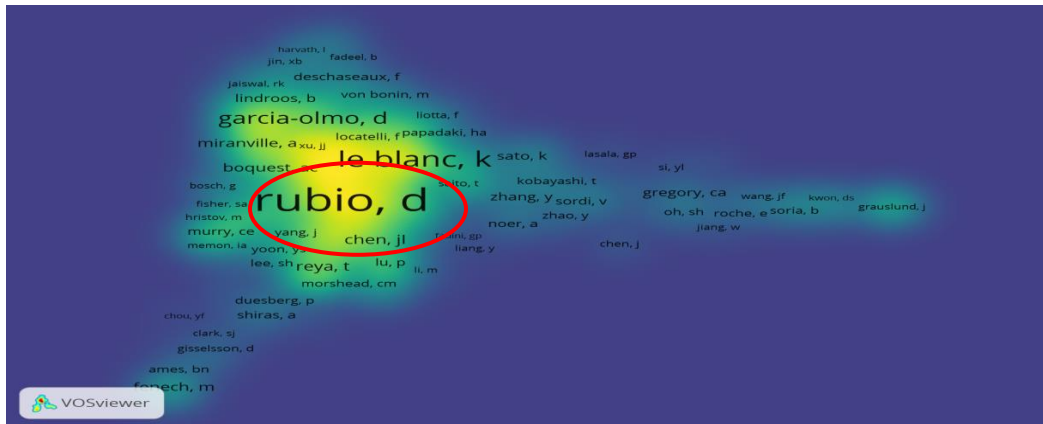 harvath, l
jin, xb
fadeel, b
jaiswal, rk
deschaseaux, f
lindroos, b
von bonin, m
garcia-olmo, d
liotta, f
miranville, a
xu, jj
locatelli, f
papadaki, ha
boquest, ac
le blanc, k
sato, k
lasala, gp
si, yl
bosch, g
rubio, d
saito, t
kobayashi, t
fisher, sa
zhang, y
sordi, v
gregory, ca
wang, jf
kwon, ds
grauslund, j
hristov, m
zhao, y
oh, sh
roche, e
soria, b
murry, ce
yang, j
chen, jl
noer, a
jiang, w
memon, ia
yoon, ys
liang, y
chen, j
lee, sh
reya, t
lu, p
li, m
morshead, cm
duesberg, p
chou, yf
shiras, a
clark, sj
gisselsson, d
ames, bn
fenech, m
VOSviewer